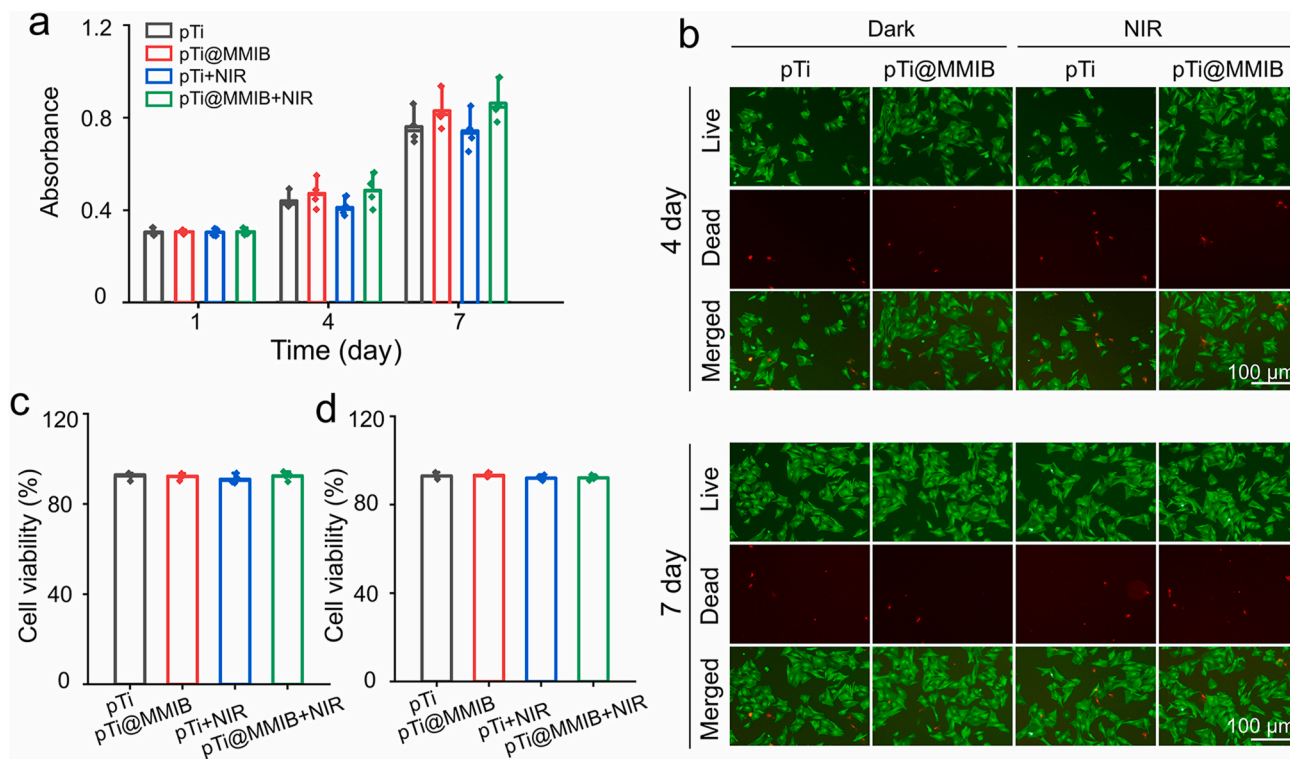 a
1.2
0.8
0.4
0
Absorbance
pTi
pTi@MMIB
pTi+NIR
pTi@MMIB+NIR
1 4 7
Time (day)
b
Dark NIR
pTi pTi@MMIB pTi pTi@MMIB
4 day
Live
Dead
Merged
100 μm
7 day
Live
Dead
Merged
100 μm
c
120
80
40
0
Cell viability (%)
pTi
pTi@MMIB
pTi+NIR
pTi@MMIB+NIR
d
120
80
40
0
Cell viability (%)
pTi
pTi@MMIB
pTi+NIR
pTi@MMIB+NIR